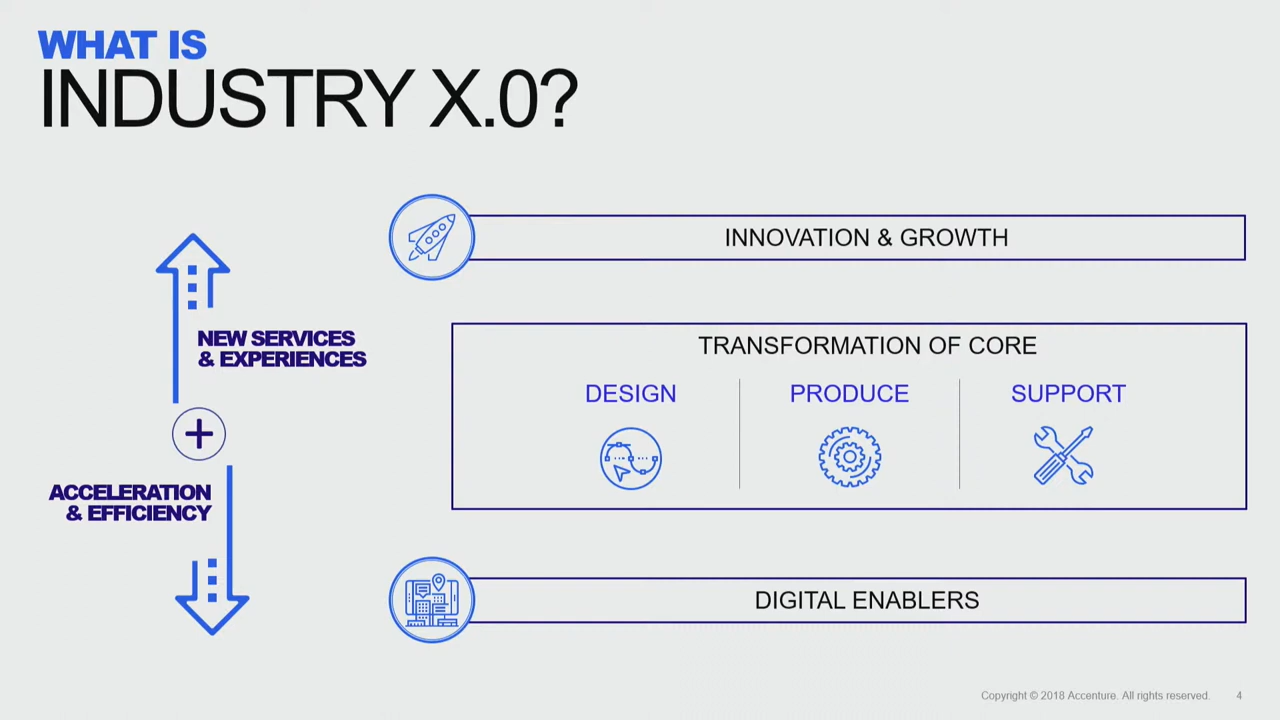 WHAT IS
INDUSTRY X.0?
INNOVATION & GROWTH
NEW SERVICES
& EXPERIENCES
TRANSFORMATION OF CORE
DESIGN
PRODUCE
SUPPORT
ACCELERATION
& EFFICIENCY
DIGITAL ENABLERS
Copyright © 2018 Accenture. All rights reserved. 4